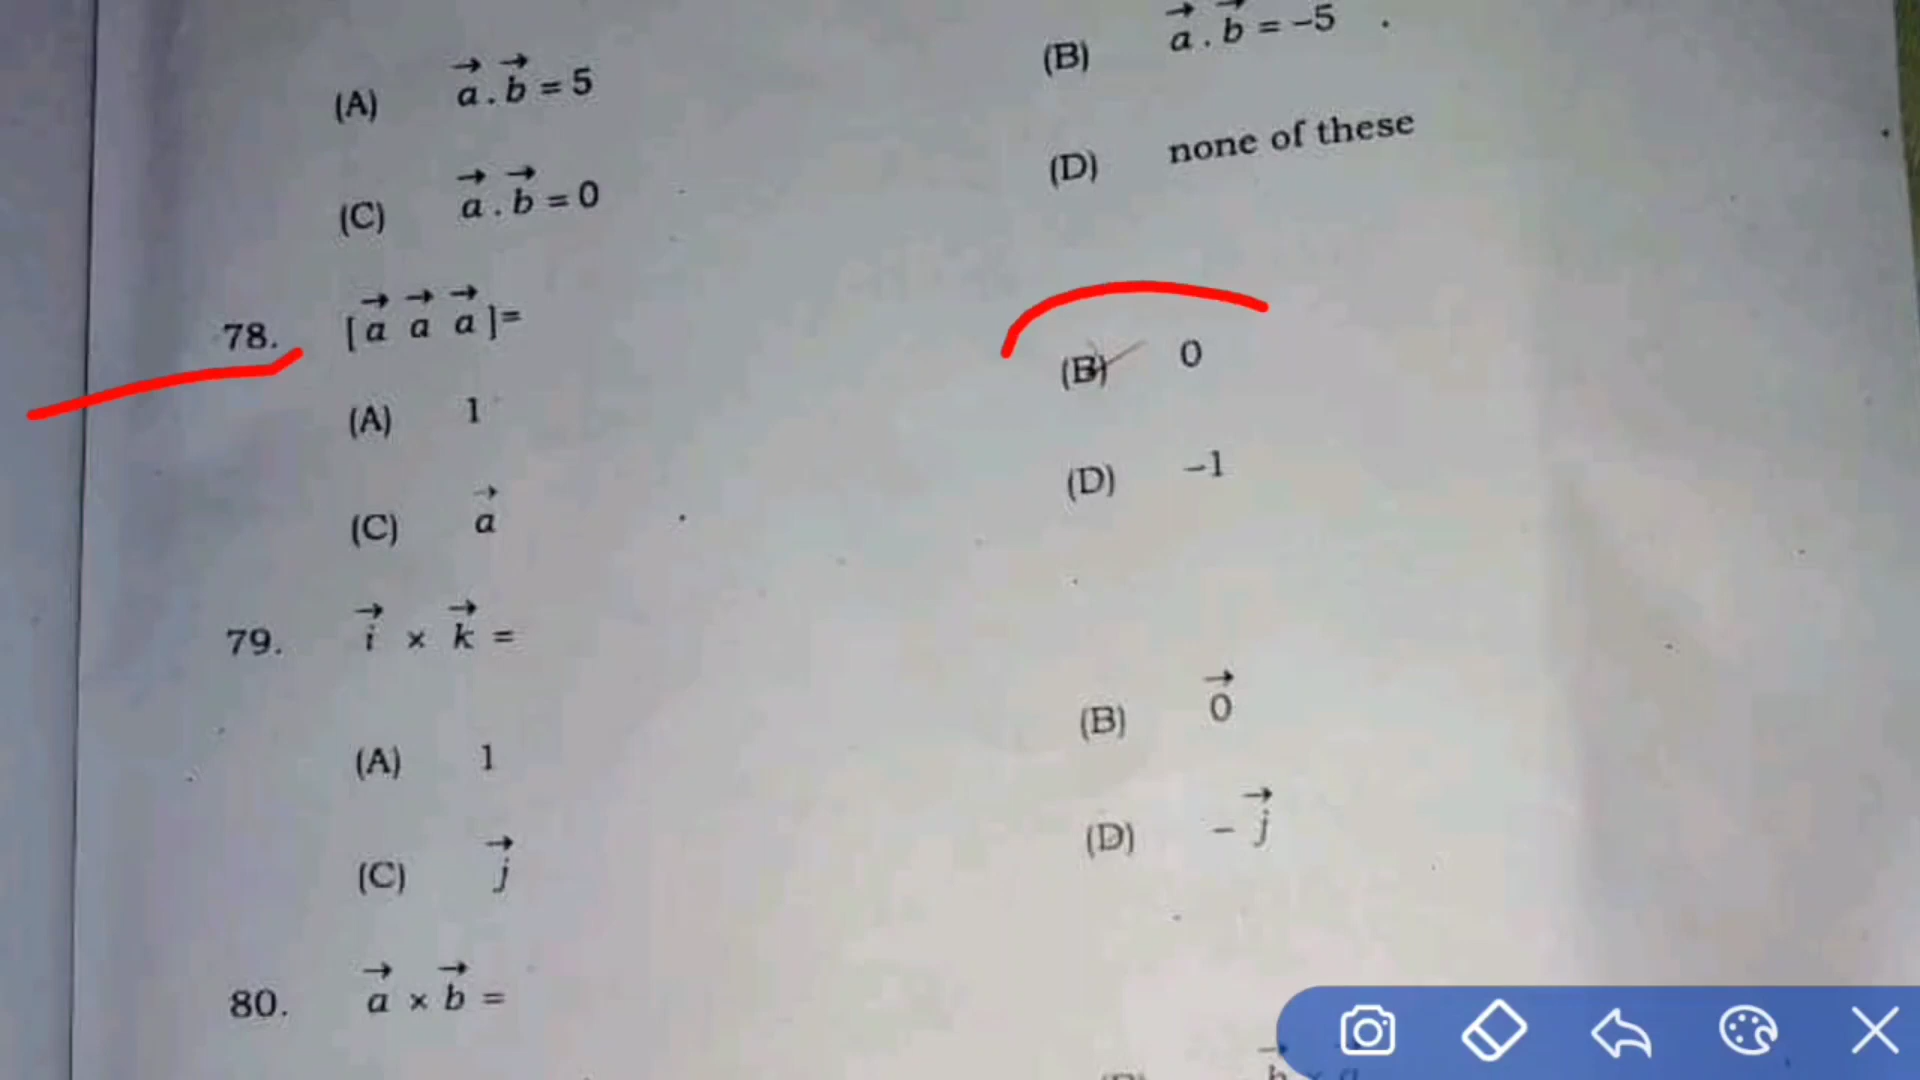 (A) a⃗ . b⃗ = 5 (B) a⃗ . b⃗ = –5
(C) a⃗ . b⃗ = 0 (D) none of these
78. [a⃗ a⃗ a⃗]=
(A) 1 (B) 0
(C) a⃗ (D) –1
79. i⃗ × k⃗ =
(A) 1 (B) 0⃗
(C) j⃗ (D) – j⃗
80. a⃗ × b⃗ =